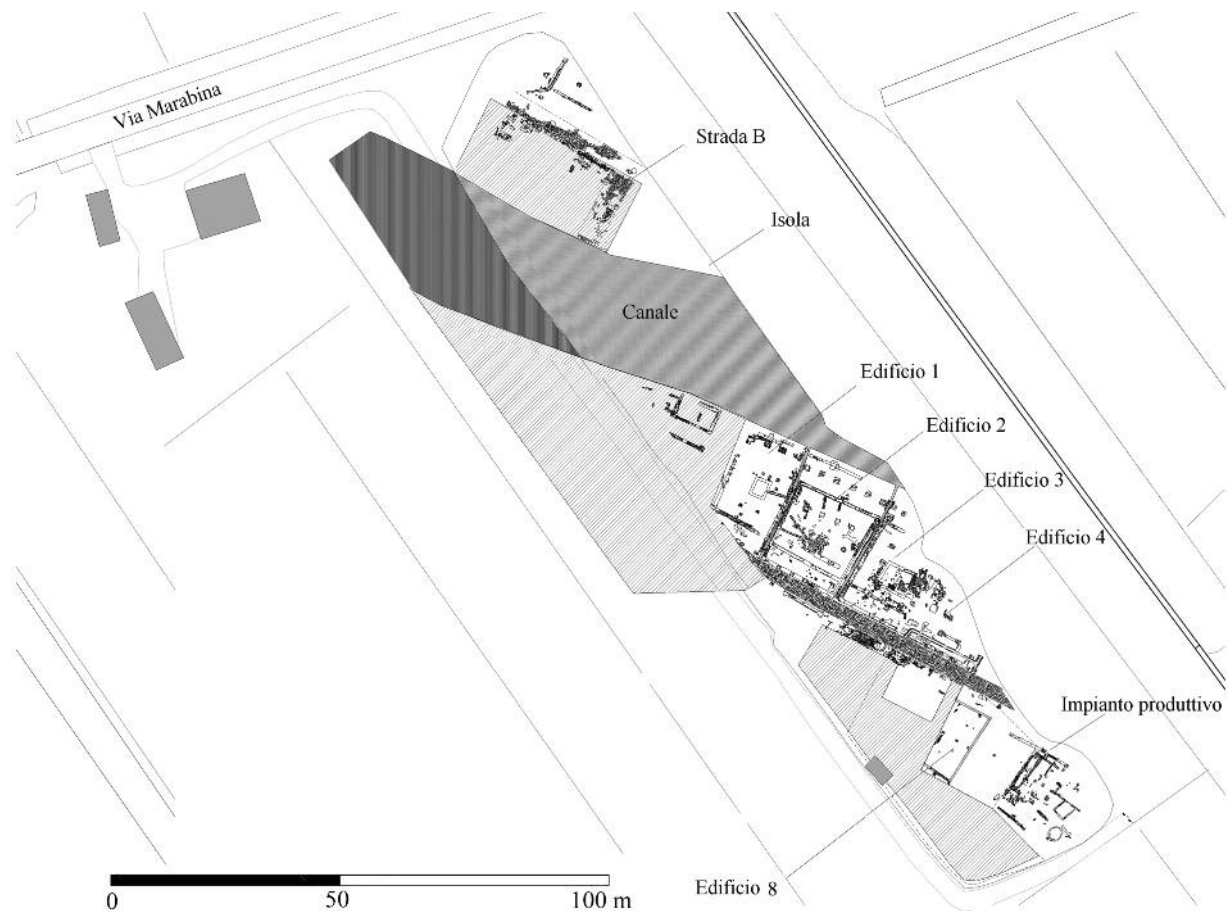 Via Marabina
Strada B
Isola
Canale
Edificio 1
Edificio 2
Edificio 3
Edificio 4
Impianto produttivo
Edificio 8
0 50 100 m